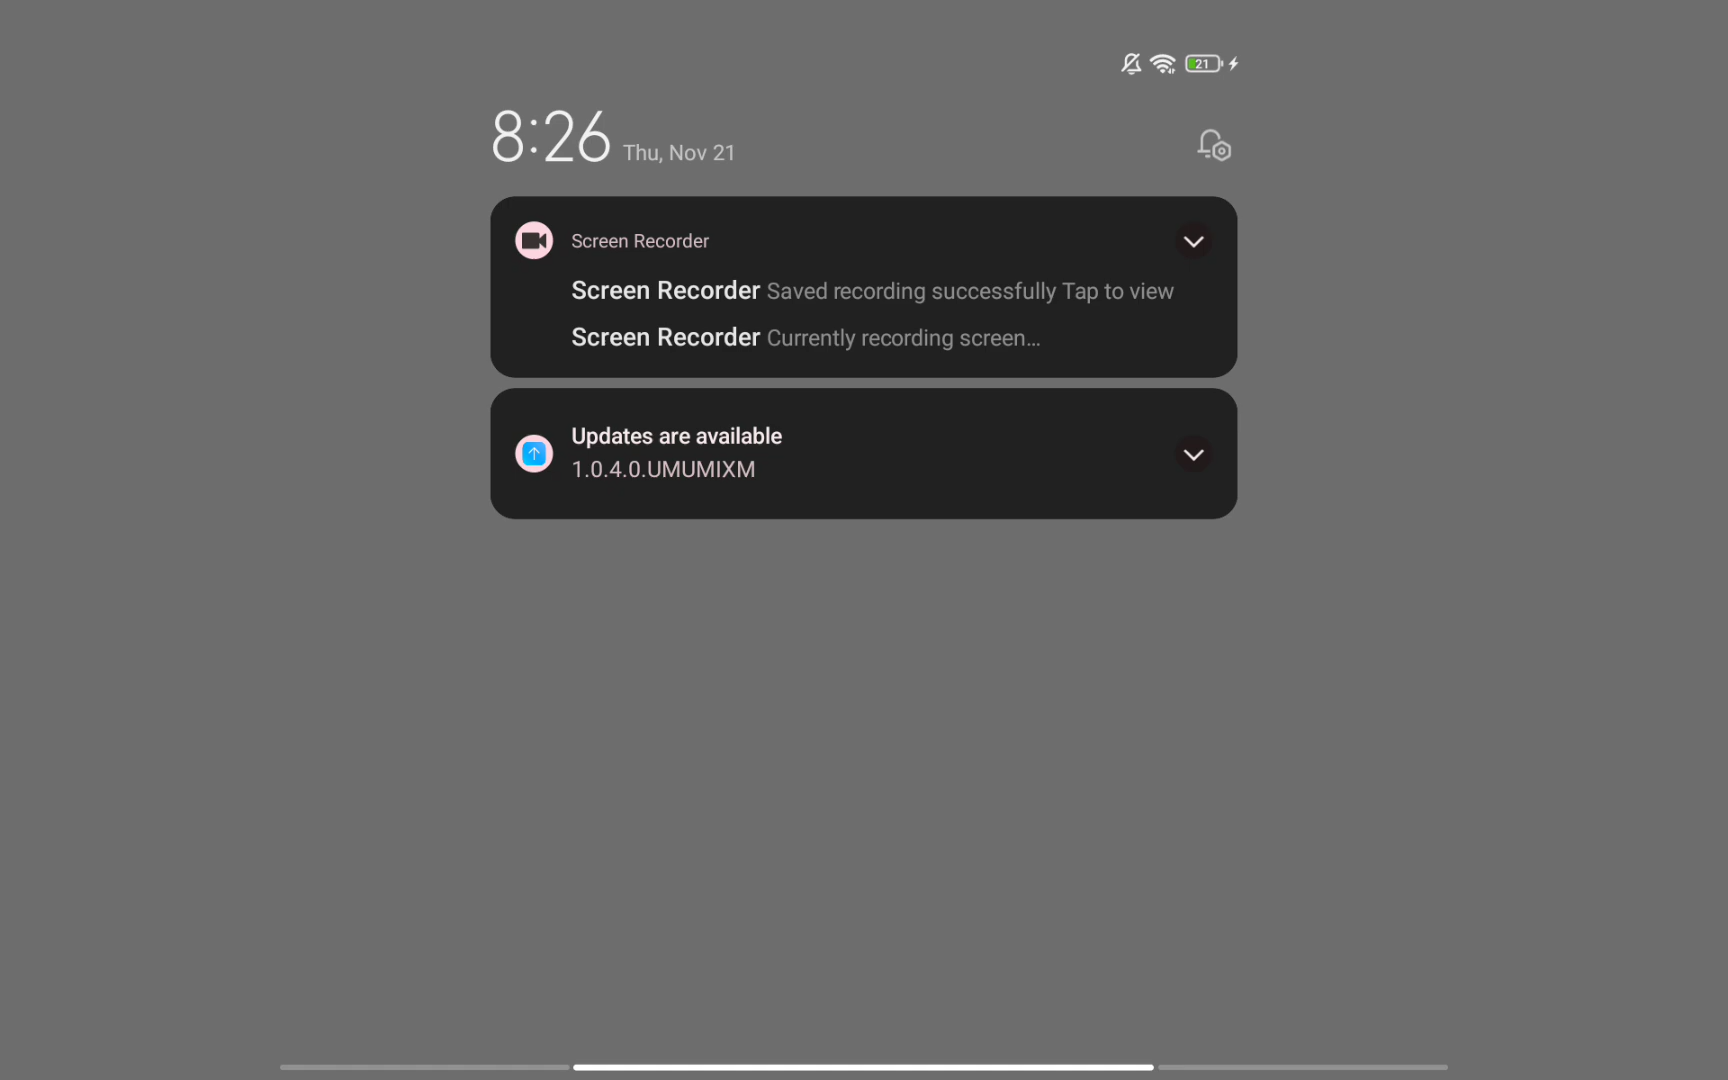 21
8:26 Thu, Nov 21
Screen Recorder
Screen Recorder Saved recording successfully Tap to view
Screen Recorder Currently recording screen...
Updates are available
1.0.4.0.UMUMIXM